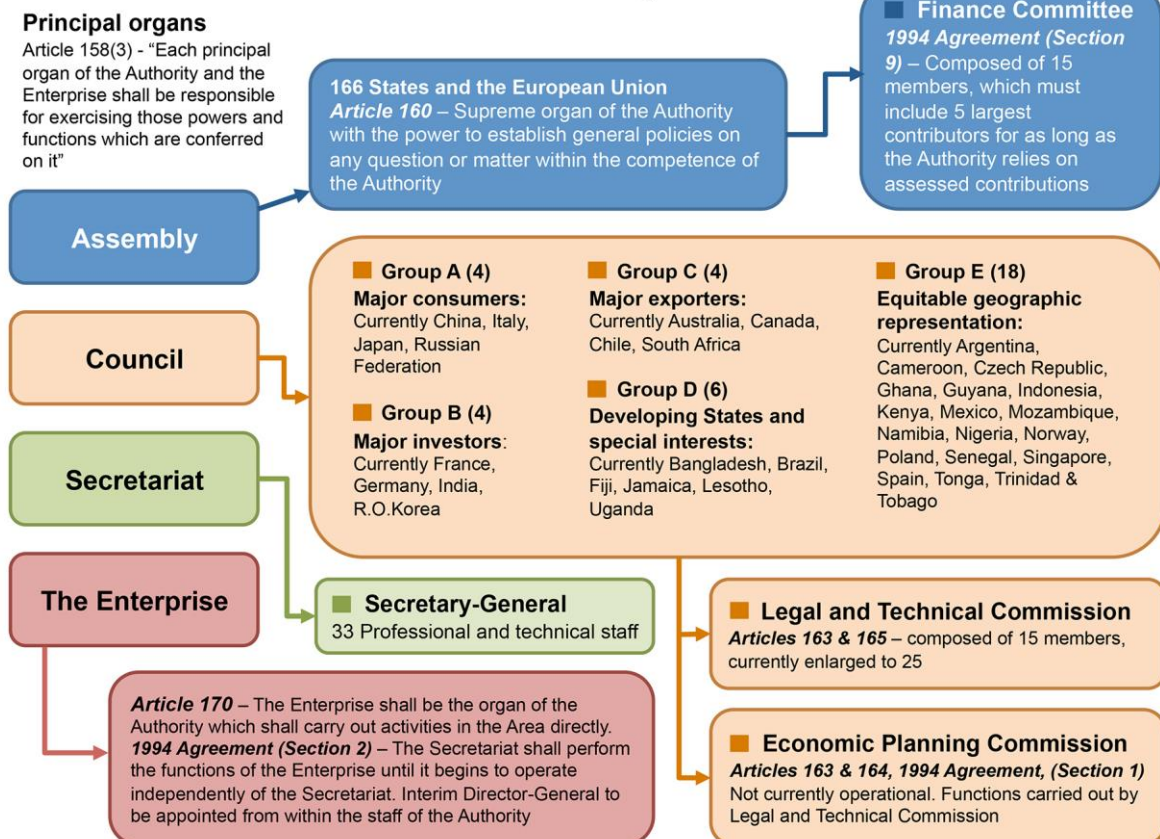 Principal organs
Article 158(3) - “Each principal
organ of the Authority and the
Enterprise shall be responsible
for exercising those powers and
functions which are conferred
on it”
166 States and the European Union
Article 160 – Supreme organ of the Authority
with the power to establish general policies on
any question or matter within the competence of
the Authority
Finance Committee
1994 Agreement (Section
9) – Composed of 15
members, which must
include 5 largest
contributors for as long as
the Authority relies on
assessed contributions
Assembly
Council
Secretariat
The Enterprise
Group A (4)
Major consumers:
Currently China, Italy,
Japan, Russian
Federation
Group B (4)
Major investors:
Currently France,
Germany, India,
R.O.Korea
Group C (4)
Major exporters:
Currently Australia, Canada,
Chile, South Africa
Group D (6)
Developing States and
special interests:
Currently Bangladesh, Brazil,
Fiji, Jamaica, Lesotho,
Uganda
Group E (18)
Equitable geographic
representation:
Currently Argentina,
Cameroon, Czech Republic,
Ghana, Guyana, Indonesia,
Kenya, Mexico, Mozambique,
Namibia, Nigeria, Norway,
Poland, Senegal, Singapore,
Spain, Tonga, Trinidad &
Tobago
Secretary-General
33 Professional and technical staff
Article 170 – The Enterprise shall be the organ of the
Authority which shall carry out activities in the Area directly.
1994 Agreement (Section 2) – The Secretariat shall perform
the functions of the Enterprise until it begins to operate
independently of the Secretariat. Interim Director-General to
be appointed from within the staff of the Authority
Legal and Technical Commission
Articles 163 & 165 – composed of 15 members,
currently enlarged to 25
Economic Planning Commission
Articles 163 & 164, 1994 Agreement, (Section 1)
Not currently operational. Functions carried out by
Legal and Technical Commission